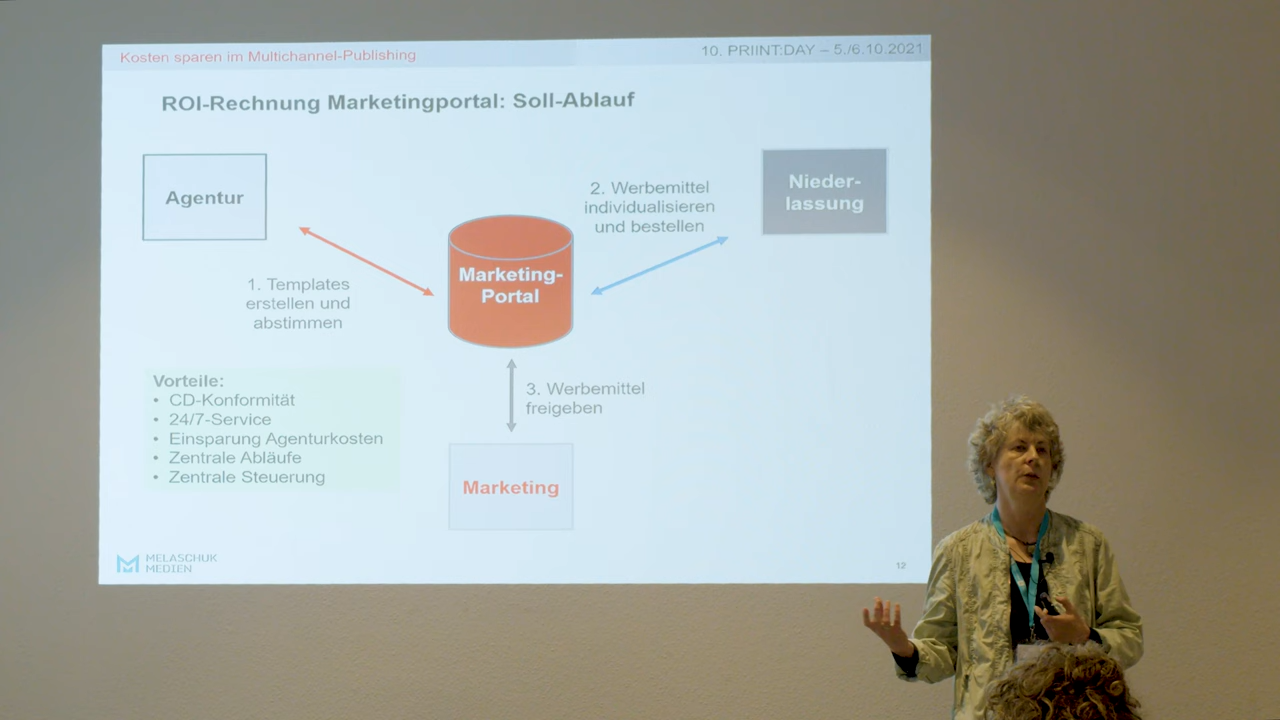 Kosten sparen im Multichannel-Publishing
10. PRIINT:DAY – 5./6.10.2021
ROI-Rechnung Marketingportal: Soll-Ablauf
Agentur
Nieder-
lassung
2. Werbemittel
individualisieren
und bestellen
Marketing-
Portal
1. Templates
erstellen und
abstimmen
3. Werbemittel
freigeben
Vorteile:
• CD-Konformität
• 24/7-Service
• Einsparung Agenturkosten
• Zentrale Abläufe
• Zentrale Steuerung
Marketing
MELASCHUK
MEDIEN
12